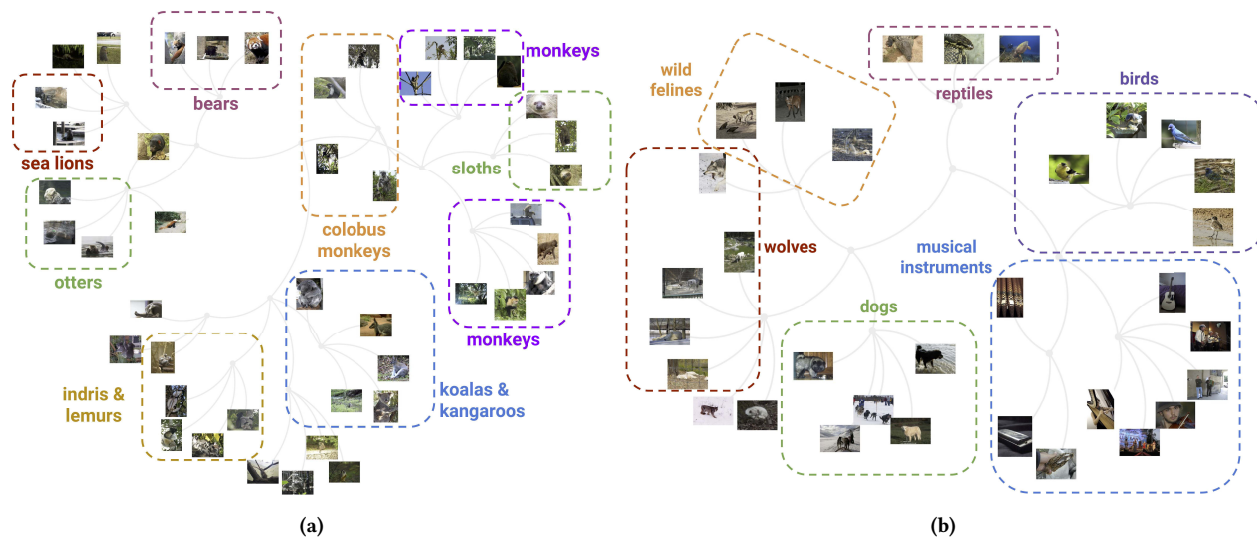 monkeys
bears
sea lions
sloths
colobus
monkeys
otters
monkeys
indris &
lemurs
koalas &
kangaroos
(a)
wild
felines
reptiles
birds
wolves
musical
instruments
dogs
(b)